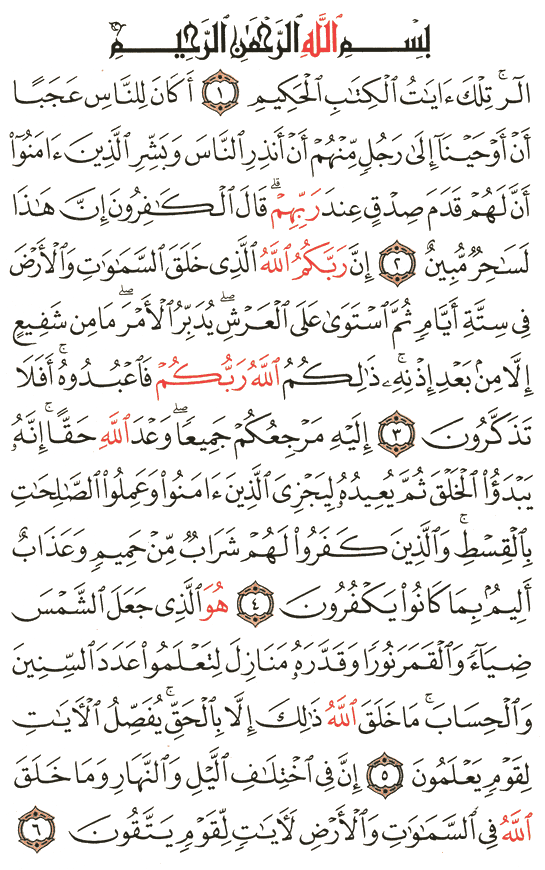 بِسْمِ ٱللَّهِ ٱلرَّحْمَٰنِ ٱلرَّحِيمِ
الٓرۚ تِلْكَ ءَايَٰتُ ٱلْكِتَٰبِ ٱلْحَكِيمِ ١ أَكَانَ لِلنَّاسِ عَجَبًا
أَنْ أَوْحَيْنَآ إِلَىٰ رَجُلٍ مِّنْهُمْ أَنْ أَنذِرِ ٱلنَّاسَ وَبَشِّرِ ٱلَّذِينَ ءَامَنُوٓا۟
أَنَّ لَهُمْ قَدَمَ صِدْقٍ عِندَ رَبِّهِمْۗ قَالَ ٱلْكَٰفِرُونَ إِنَّ هَٰذَا
لَسَٰحِرٌ مُّبِينٌ ٢ إِنَّ رَبَّكُمُ ٱللَّهُ ٱلَّذِى خَلَقَ ٱلسَّمَٰوَٰتِ وَٱلْأَرْضَ
فِى سِتَّةِ أَيَّامٍ ثُمَّ ٱسْتَوَىٰ عَلَى ٱلْعَرْشِۖ يُدَبِّرُ ٱلْأَمْرَۖ مَا مِن شَفِيعٍ
إِلَّا مِنۢ بَعْدِ إِذْنِهِۦۚ ذَٰلِكُمُ ٱللَّهُ رَبُّكُمْ فَٱعْبُدُوهُۚ أَفَلَا
تَذَكَّرُونَ ٣ إِلَيْهِ مَرْجِعُكُمْ جَمِيعًاۖ وَعْدَ ٱللَّهِ حَقًّاۚ إِنَّهُۥ
يَبْدَؤُا۟ ٱلْخَلْقَ ثُمَّ يُعِيدُهُۥ لِيَجْزِىَ ٱلَّذِينَ ءَامَنُوا۟ وَعَمِلُوا۟ ٱلصَّٰلِحَٰتِ
بِٱلْقِسْطِۚ وَٱلَّذِينَ كَفَرُوا۟ لَهُمْ شَرَابٌ مِّنْ حَمِيمٍ وَعَذَابٌ
أَلِيمٌۢ بِمَا كَانُوا۟ يَكْفُرُونَ ٤ هُوَ ٱلَّذِى جَعَلَ ٱلشَّمْسَ
ضِيَآءً وَٱلْقَمَرَ نُورًا وَقَدَّرَهُۥ مَنَازِلَ لِتَعْلَمُوا۟ عَدَدَ ٱلسِّنِينَ
وَٱلْحِسَابَۚ مَا خَلَقَ ٱللَّهُ ذَٰلِكَ إِلَّا بِٱلْحَقِّۚ يُفَصِّلُ ٱلْأَيَٰتِ
لِقَوْمٍ يَعْلَمُونَ ٥ إِنَّ فِى ٱخْتِلَٰفِ ٱلَّيْلِ وَٱلنَّهَارِ وَمَا خَلَقَ
ٱللَّهُ فِى ٱلسَّمَٰوَٰتِ وَٱلْأَرْضِ لَأَيَٰتٍ لِّقَوْمٍ يَتَّقُونَ ٦